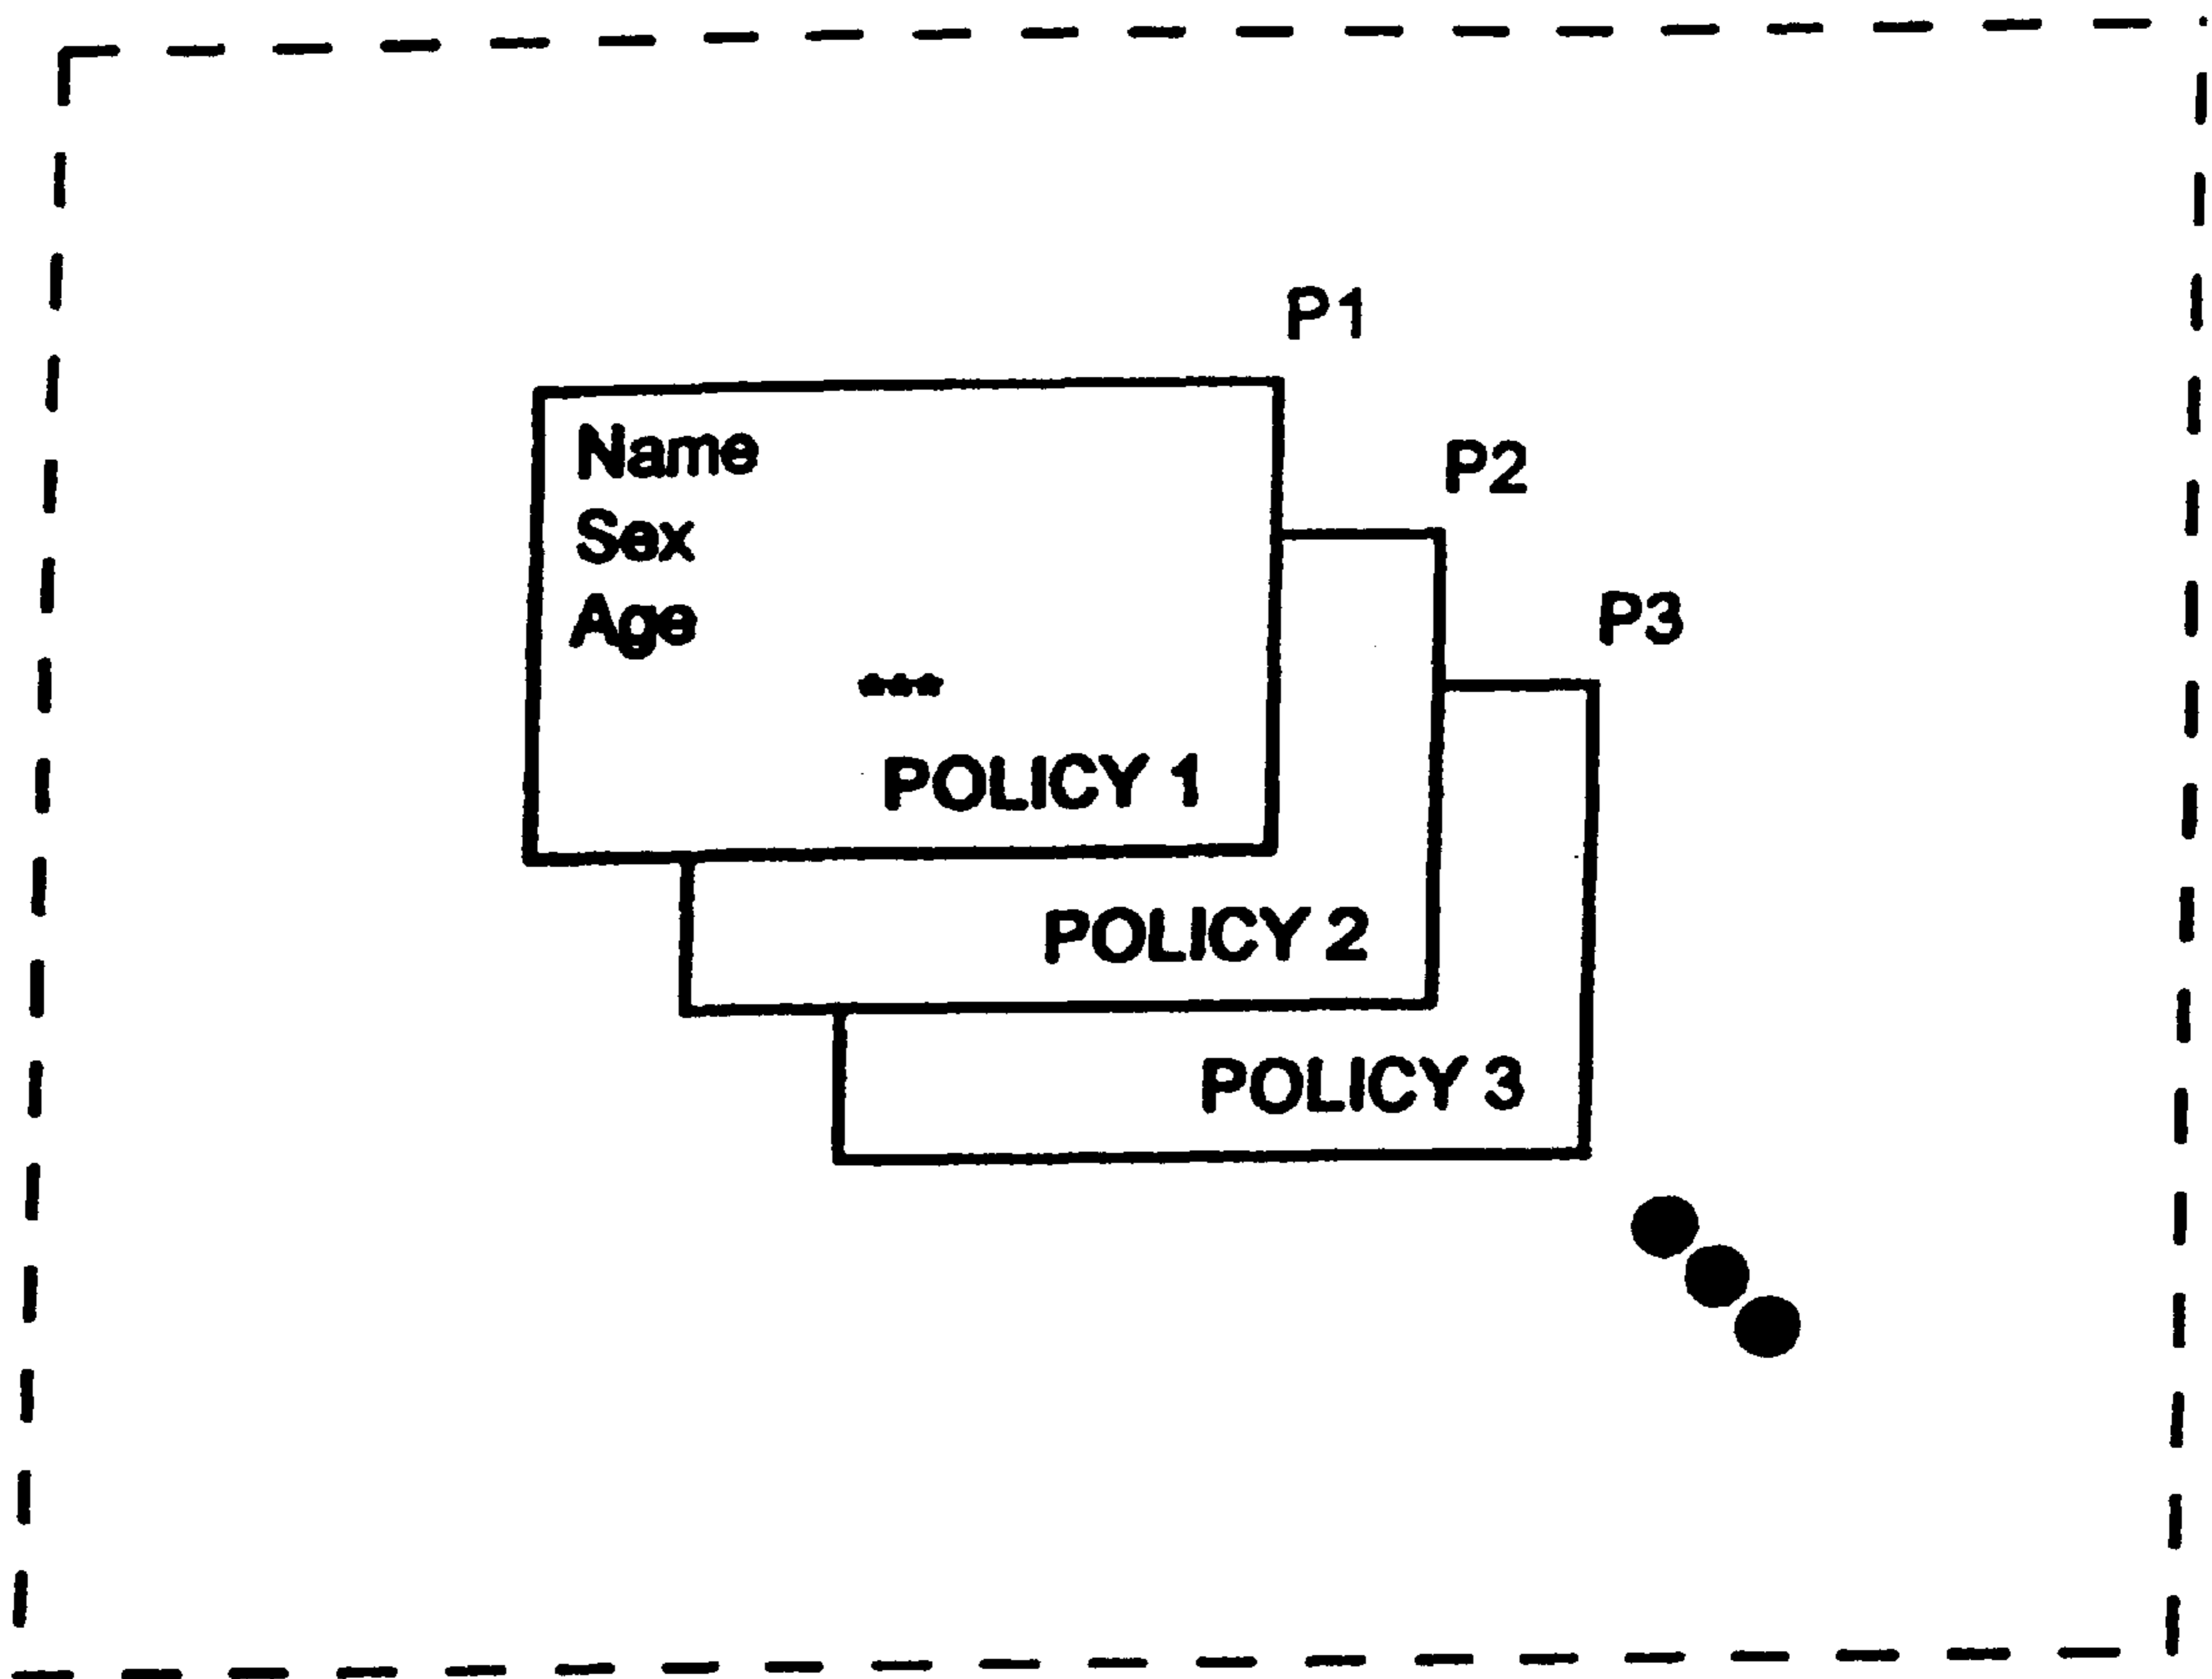 P1
Name
P2
Sex
Age
P3
...
POLICY 1
POLICY 2
POLICY 3